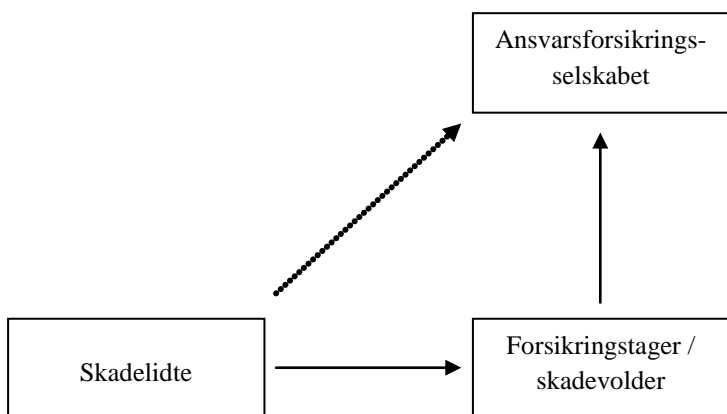 Ansvarsforsikrings-
selskabet
Skadelidte
Forsikringstager /
skadevolder